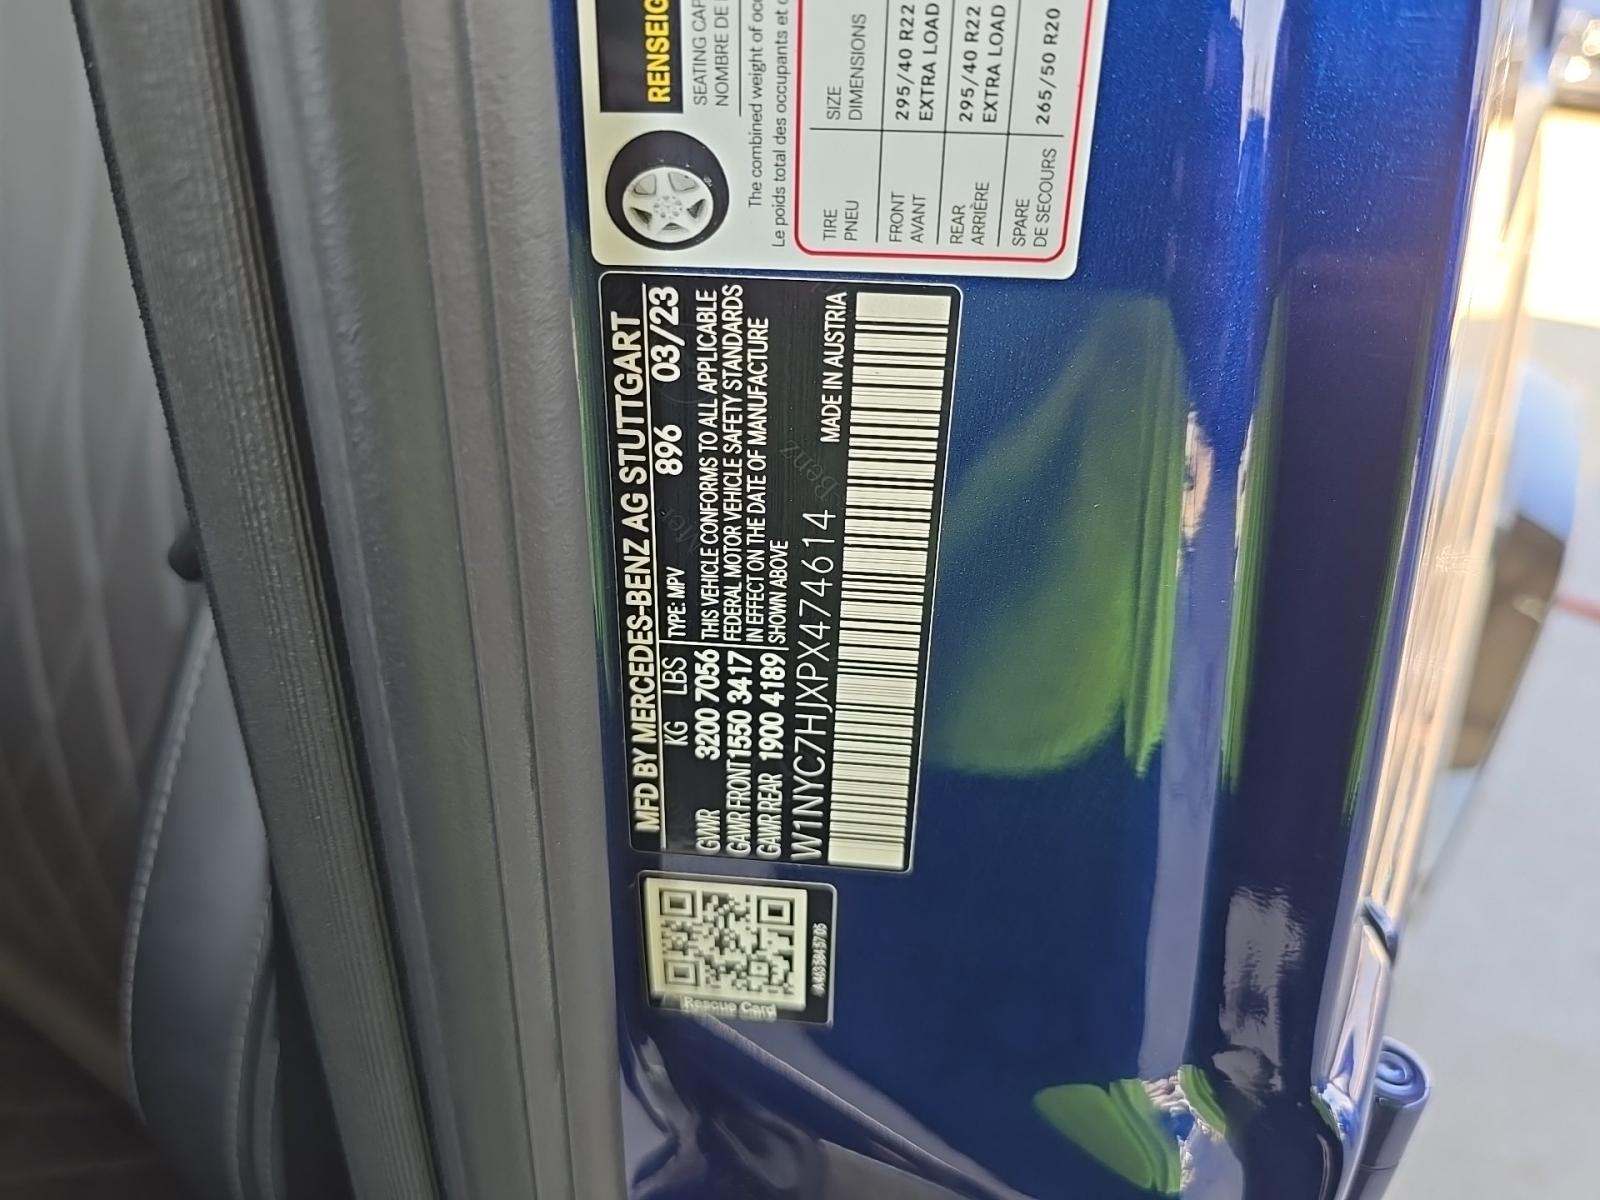 RENSEIG
SEATING CAP
NOMBRE DE
The combined weight of occ
Le poids total des occupants et c
TIRE SIZE
PNEU DIMENSIONS
FRONT 295/40 R22
AVANT EXTRA LOAD
REAR 295/40 R22
ARRIÈRE EXTRA LOAD
SPARE
DE SECOURS 265/50 R20
MFD BY MERCEDES-BENZ AG STUTTGART
KG LBS TYPE: MPV 896 03/23
GVWR 3200 7056 THIS VEHICLE CONFORMS TO ALL APPLICABLE
GAWR FRONT 1550 3417 FEDERAL MOTOR VEHICLE SAFETY STANDARDS
GAWR REAR 1900 4189 IN EFFECT ON THE DATE OF MANUFACTURE
SHOWN ABOVE
W1NYC7HJXPX474614 MADE IN AUSTRIA
Rescue Card